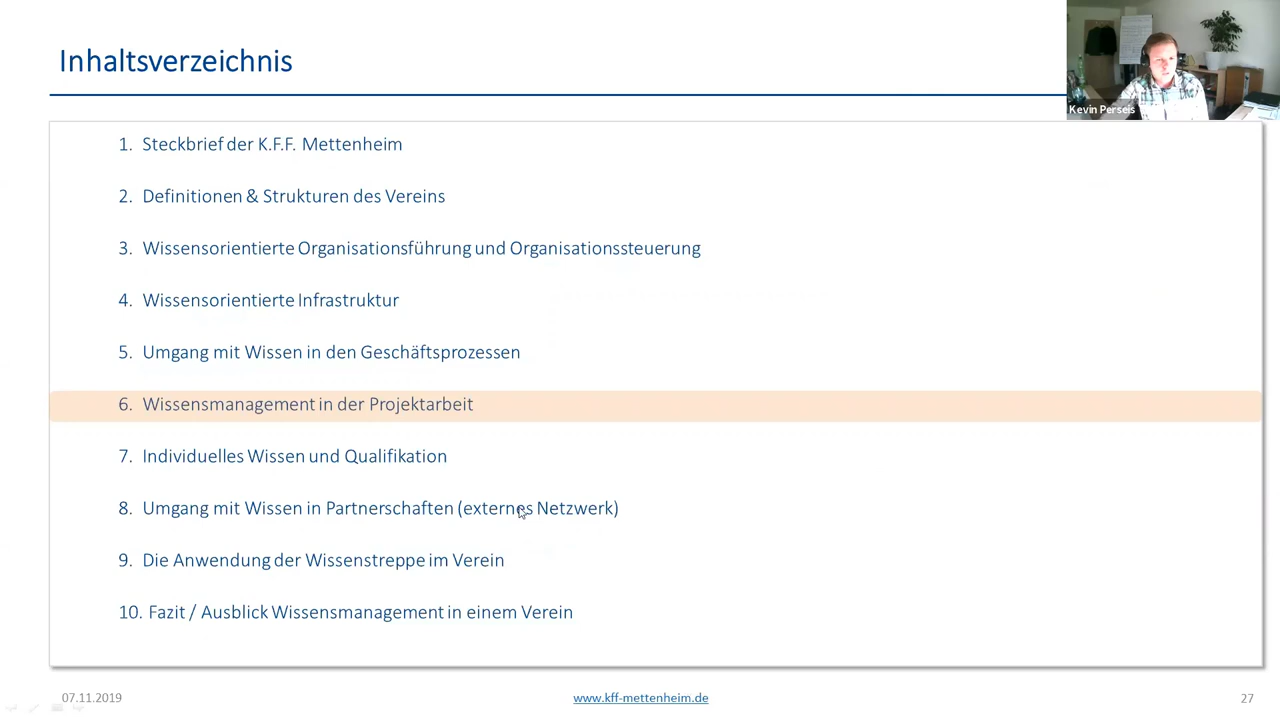 Inhaltsverzeichnis
Kevin Perseis
1. Steckbrief der K.F.F. Mettenheim
2. Definitionen & Strukturen des Vereins
3. Wissensorientierte Organisationsführung und Organisationssteuerung
4. Wissensorientierte Infrastruktur
5. Umgang mit Wissen in den Geschäftsprozessen
6. Wissensmanagement in der Projektarbeit
7. Individuelles Wissen und Qualifikation
8. Umgang mit Wissen in Partnerschaften (externes Netzwerk)
9. Die Anwendung der Wissenstreppe im Verein
10. Fazit / Ausblick Wissensmanagement in einem Verein
07.11.2019
www.kff-mettenheim.de
27